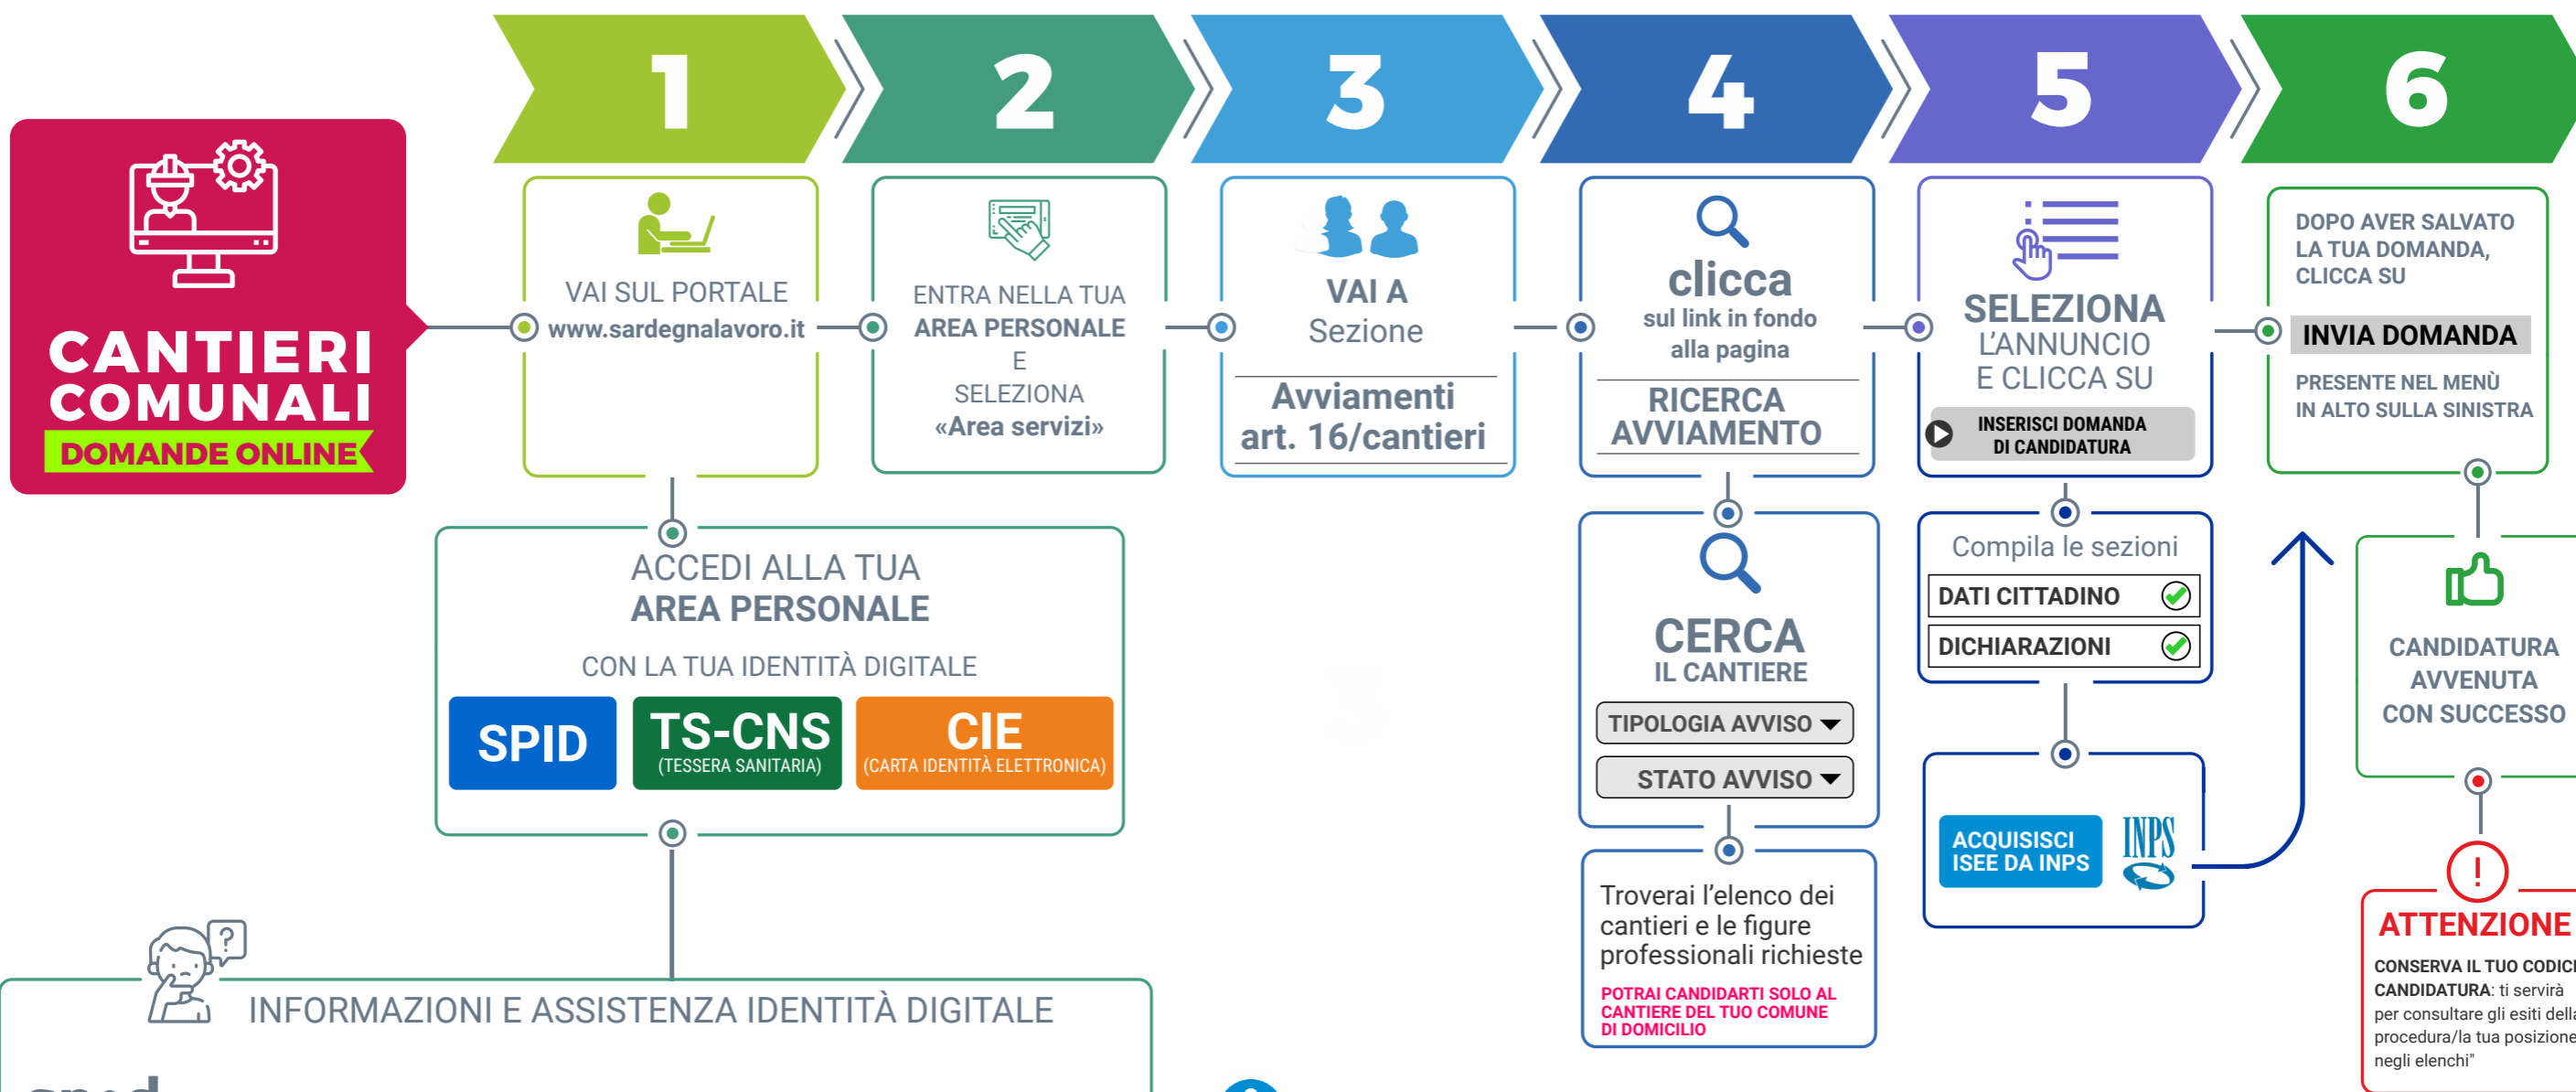 CANTIERI
COMUNALI
DOMANDE ONLINE
1
VAI SUL PORTALE
www.sardegnalavoro.it
ACCEDI ALLA TUA
AREA PERSONALE
CON LA TUA IDENTITÀ DIGITALE
SPID
TS-CNS
(TESSERA SANITARIA)
CIE
(CARTA IDENTITÀ ELETTRONICA)
?
INFORMAZIONI E ASSISTENZA IDENTITÀ DIGITALE
2
ENTRA NELLA TUA
AREA PERSONALE
E
SELEZIONA
«Area servizi»
3
VAI A
Sezione
Avviamenti
art. 16/cantieri
4
clicca
sul link in fondo
alla pagina
RICERCA
AVVIAMENTO
CERCA
IL CANTIERE
TIPOLOGIA AVVISO
STATO AVVISO
Troverai l'elenco dei
cantieri e le figure
professionali richieste
POTRAI CANDIDARTI SOLO AL
CANTIERE DEL TUO COMUNE
DI DOMICILIO
5
SELEZIONA
L'ANNUNCIO
E CLICCA SU
INSERISCI DOMANDA
DI CANDIDATURA
Compila le sezioni
DATI CITTADINO
DICHIARAZIONI
ACQUISISCI
ISEE DA INPS
INPS
6
DOPO AVER SALVATO
LA TUA DOMANDA,
CLICCA SU
INVIA DOMANDA
PRESENTE NEL MENÙ
IN ALTO SULLA SINISTRA
CANDIDATURA
AVVENUTA
CON SUCCESSO
!
ATTENZIONE
CONSERVA IL TUO
CANDIDATURA: ti servirà
per consultare gli esiti della
procedura/la tua posizione
negli elenchi"